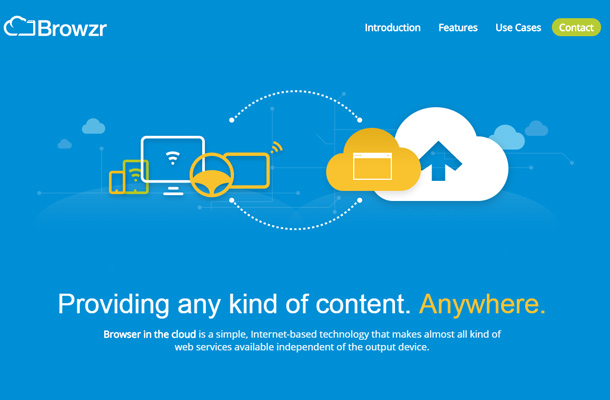 Browzr
Introduction Features Use Cases Contact
Providing any kind of content. Anywhere.
Browser in the cloud is a simple, Internet-based technology that makes almost all kind of
web services available independent of the output device.